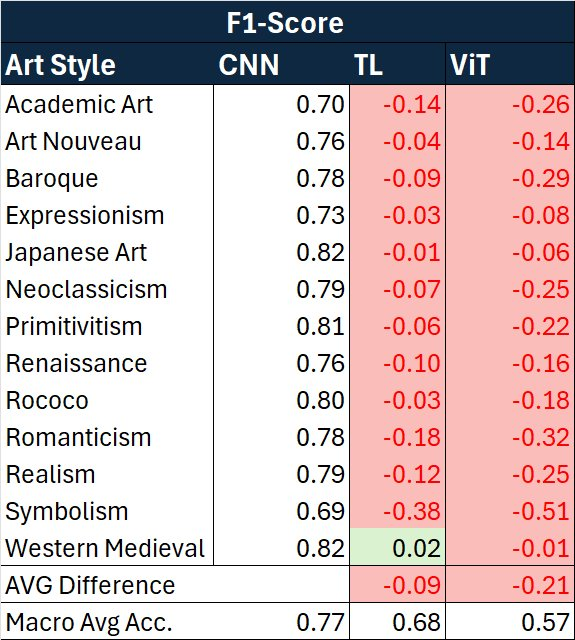 F1-Score
Art Style CNN TL ViT
Academic Art 0.70 -0.14 -0.26
Art Nouveau 0.76 -0.04 -0.14
Baroque 0.78 -0.09 -0.29
Expressionism 0.73 -0.03 -0.08
Japanese Art 0.82 -0.01 -0.06
Neoclassicism 0.79 -0.07 -0.25
Primitivitism 0.81 -0.06 -0.22
Renaissance 0.76 -0.10 -0.16
Rococo 0.80 -0.03 -0.18
Romanticism 0.78 -0.18 -0.32
Realism 0.79 -0.12 -0.25
Symbolism 0.69 -0.38 -0.51
Western Medieval 0.82 0.02 -0.01
AVG Difference -0.09 -0.21
Macro Avg Acc. 0.77 0.68 0.57